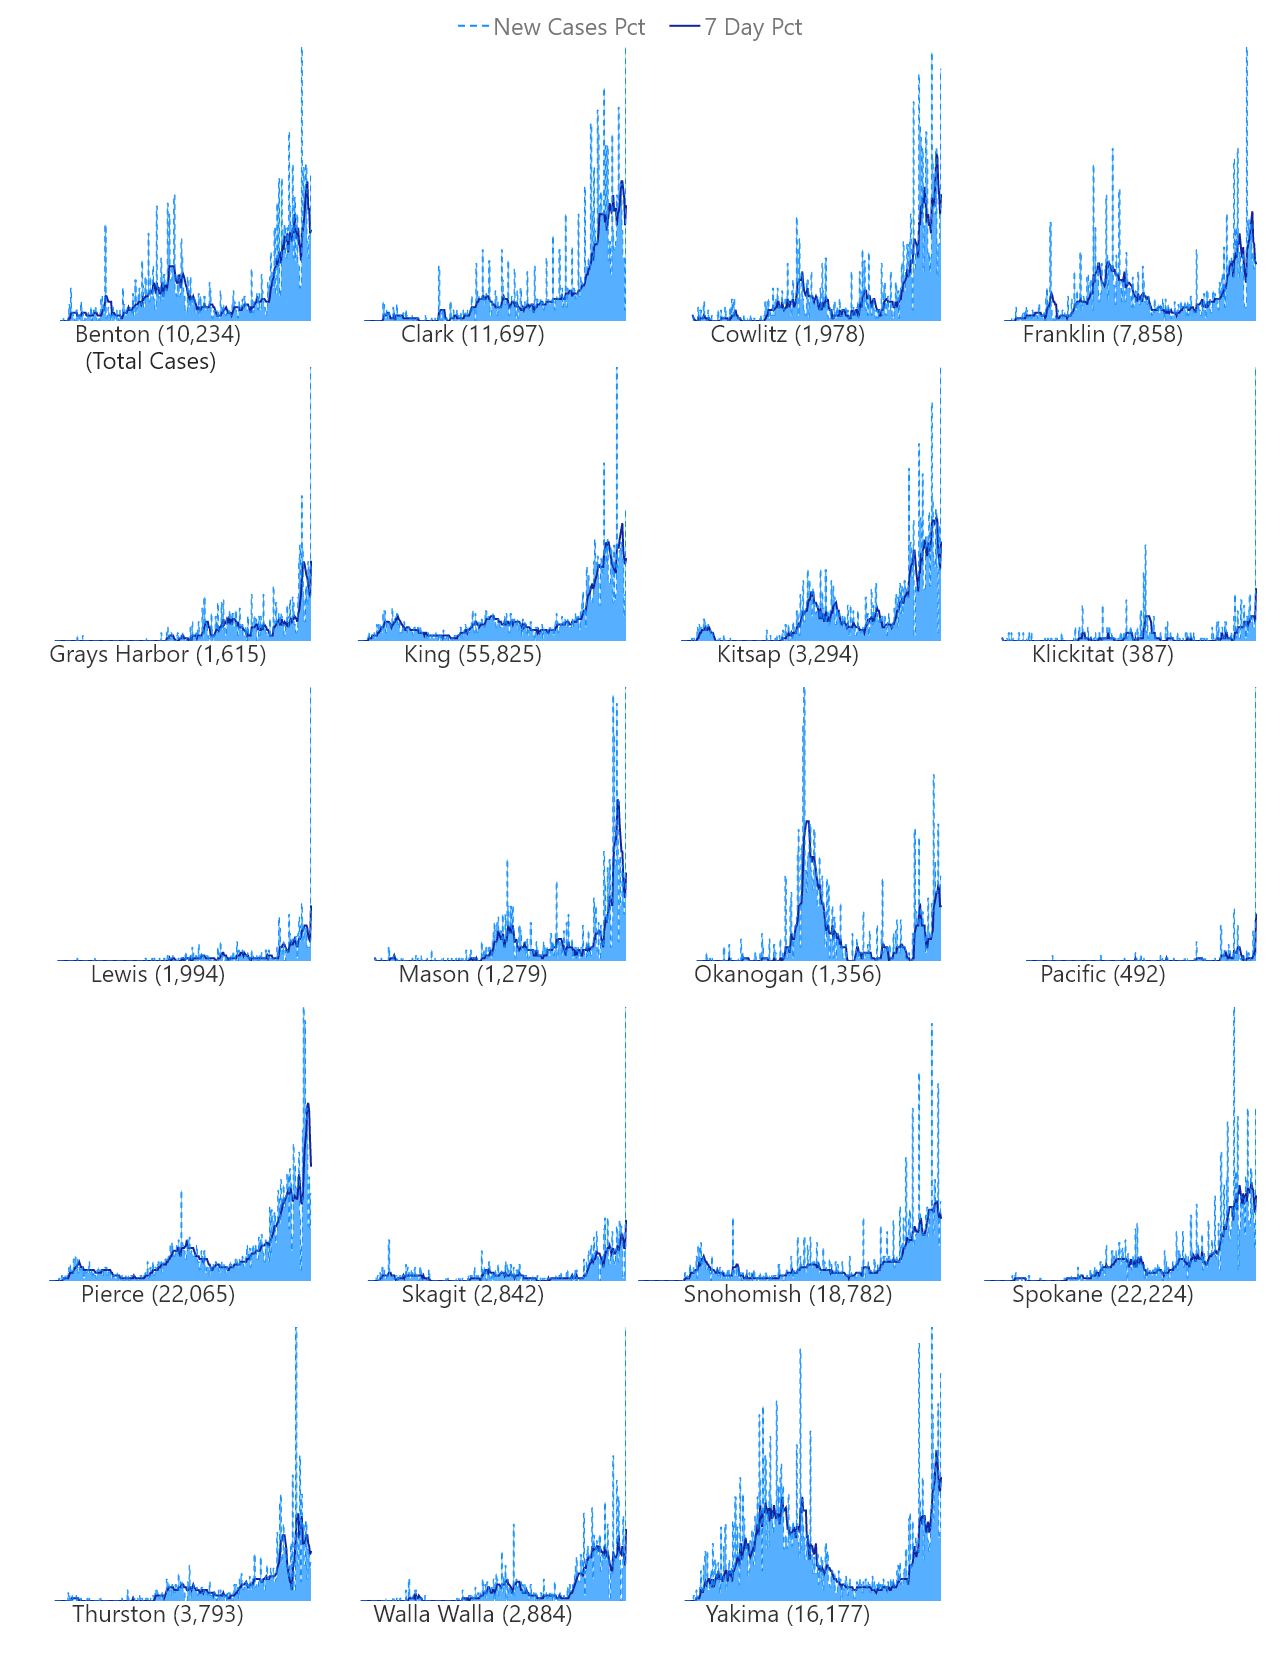 New Cases Pct 7 Day Pct
Benton (10,234) Clark (11,697) Cowlitz (1,978) Franklin (7,858)
(Total Cases)
Grays Harbor (1,615) King (55,825) Kitsap (3,294) Klickitat (387)
Lewis (1,994) Mason (1,279) Okanogan (1,356) Pacific (492)
Pierce (22,065) Skagit (2,842) Snohomish (18,782) Spokane (22,224)
Thurston (3,793) Walla Walla (2,884) Yakima (16,177)